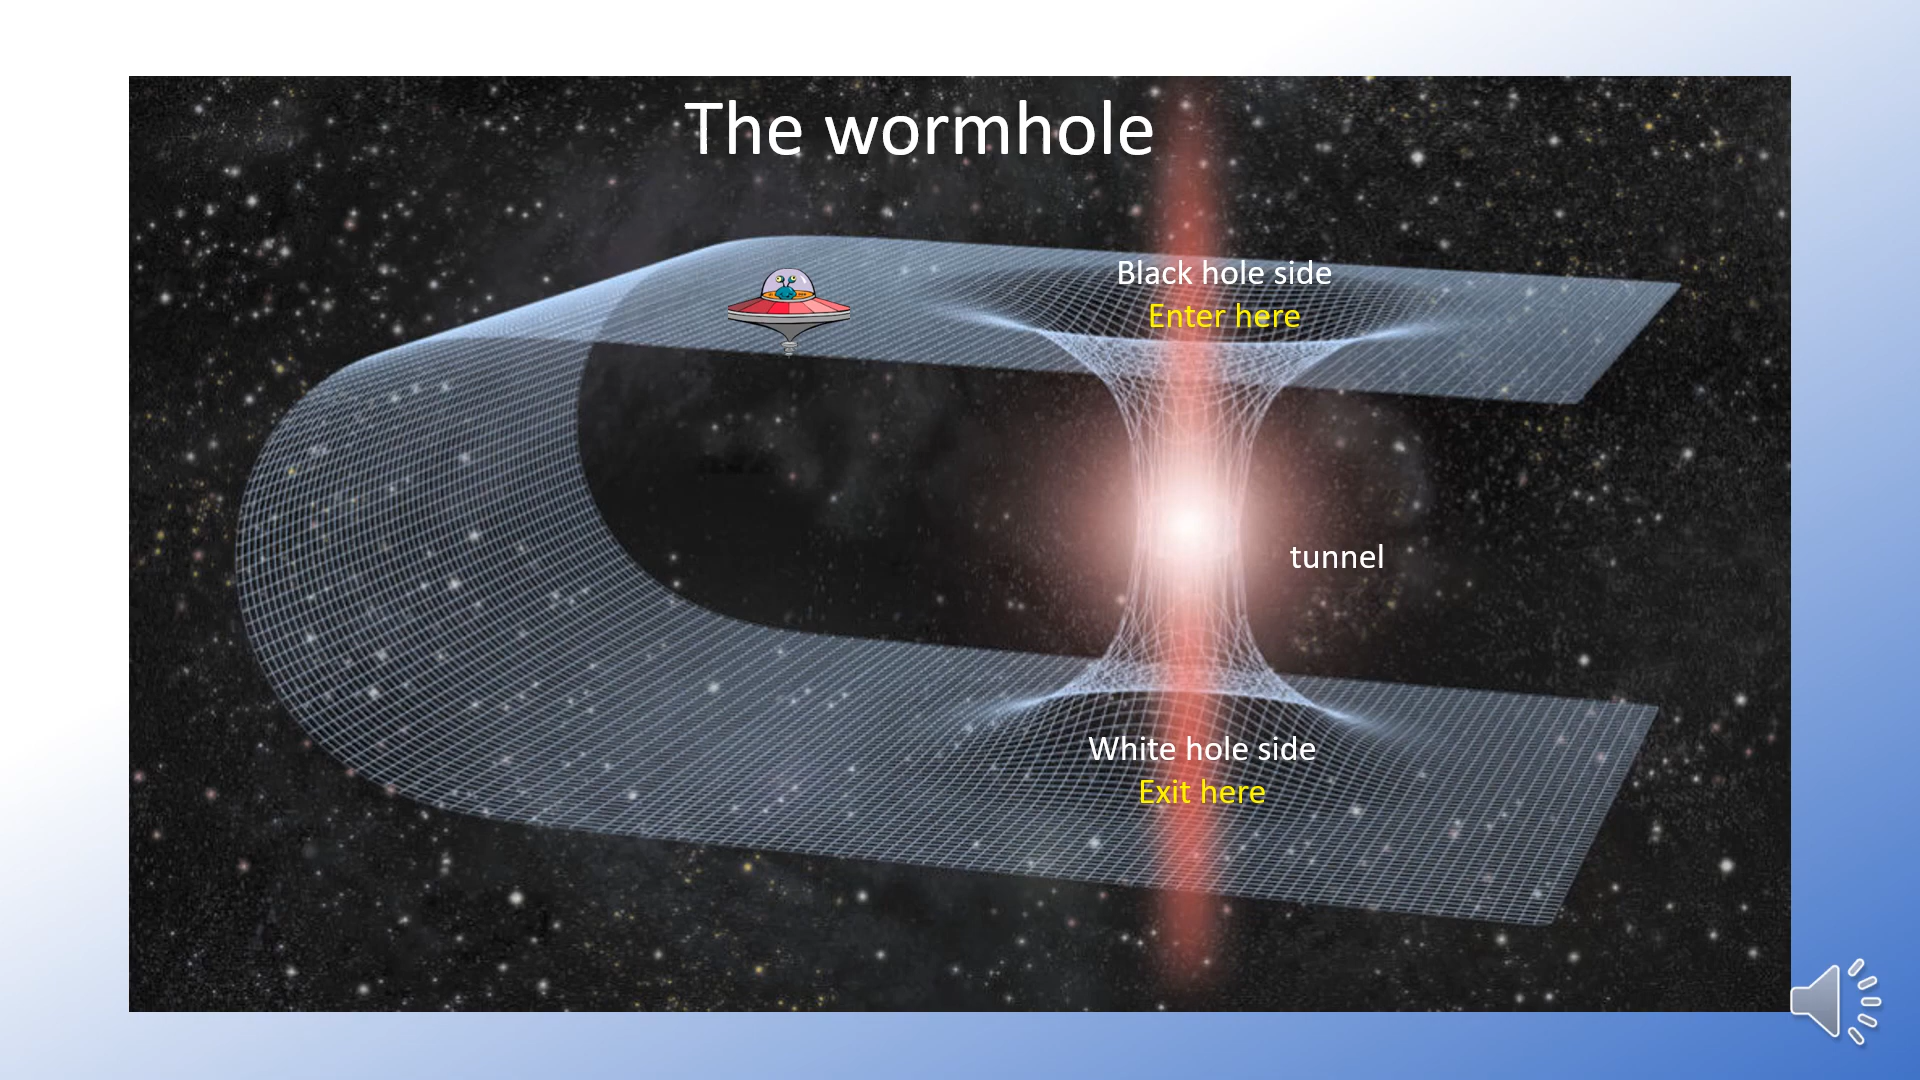 The wormhole
Black hole side
Enter here
tunnel
White hole side
Exit here